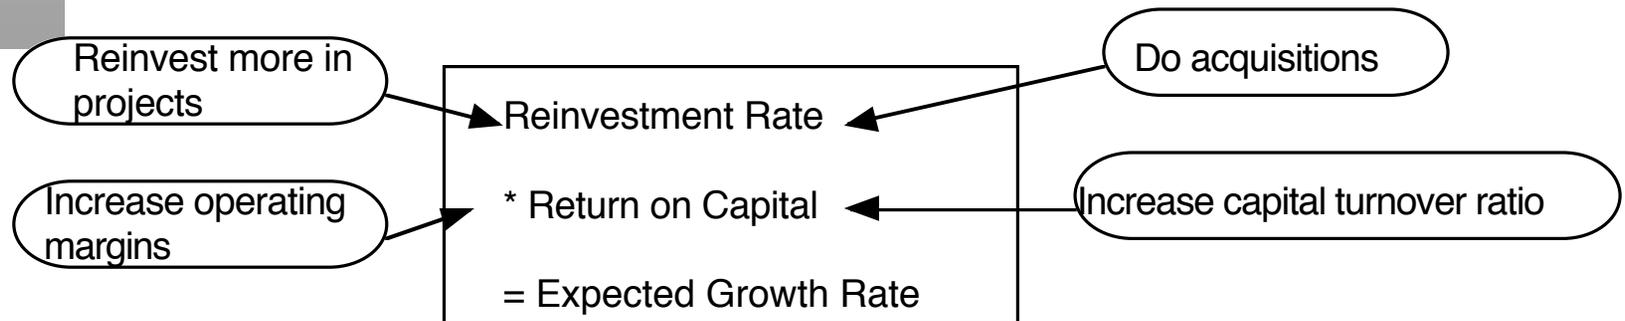 Reinvest more in
projects
Do acquisitions
Reinvestment Rate
Increase operating
margins
* Return on Capital
Increase capital turnover ratio
= Expected Growth Rate